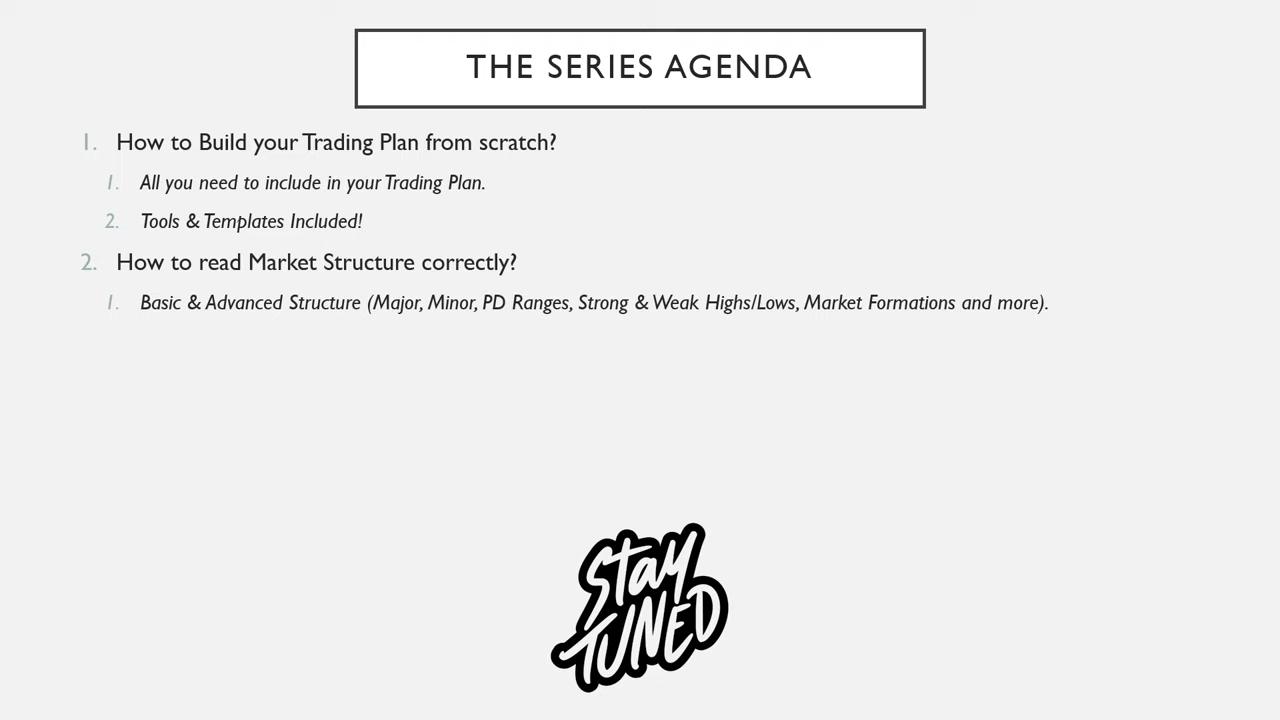 THE SERIES AGENDA
1. How to Build your Trading Plan from scratch?
1. All you need to include in your Trading Plan.
2. Tools & Templates Included!
2. How to read Market Structure correctly?
1. Basic & Advanced Structure (Major, Minor, PD Ranges, Strong & Weak Highs/Lows, Market Formations and more).
Stay
TUNED